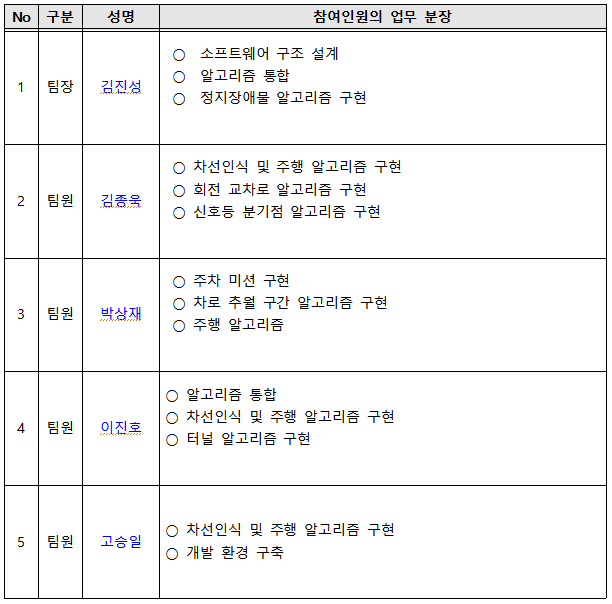 No 구분 성명 참여인원의 업무 분장
1 팀장 김진성
○ 소프트웨어 구조 설계
○ 알고리즘 통합
○ 정지장애물 알고리즘 구현
2 팀원 김종욱
○ 차선인식 및 주행 알고리즘 구현
○ 회전 교차로 알고리즘 구현
○ 신호등 분기점 알고리즘 구현
3 팀원 박상재
○ 주차 미션 구현
○ 차로 추월 구간 알고리즘 구현
○ 주행 알고리즘
4 팀원 이진호
○ 알고리즘 통합
○ 차선인식 및 주행 알고리즘 구현
○ 터널 알고리즘 구현
5 팀원 고승일
○ 차선인식 및 주행 알고리즘 구현
○ 개발 환경 구축